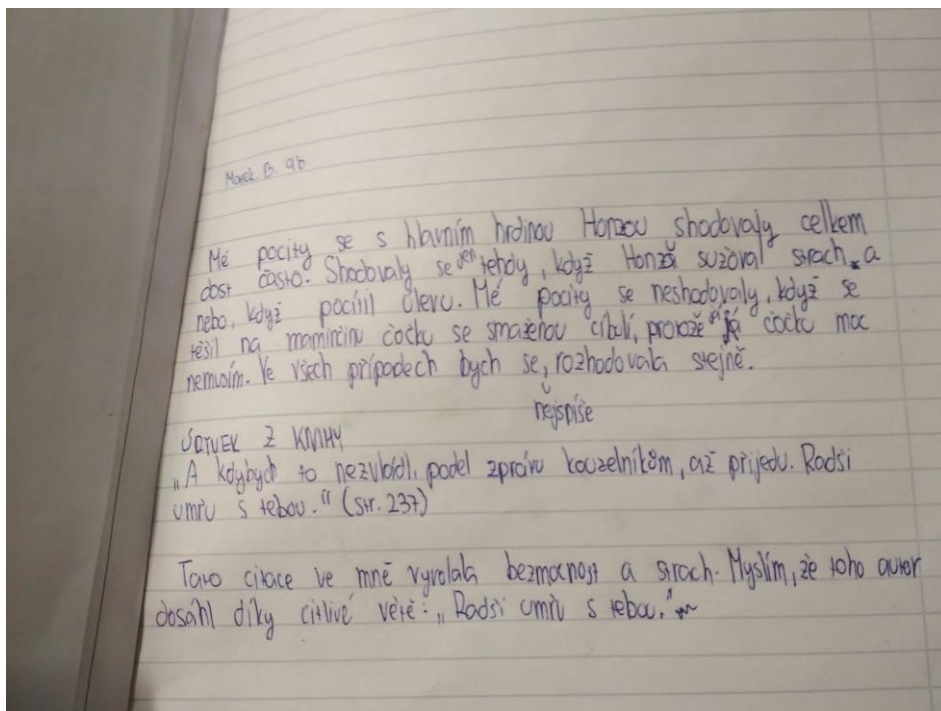 Marek B. 9b
Mé pocity se s hlavním hrdinou Honzou shodovaly celkem
dost často. Shodovaly se jen tehdy, když Honzu sužoval strach, a
nebo, když pocítil úlevu. Mé pocity se neshodovaly, když se
těšil na maminčinu čočku se smaženou cibulí, protože já čočku moc
nemusím. Ve všech případech bych se, rozhodovala stejně.
nejspíše
ÚRYVEK Z KNIHY
„A kdybych to nezvládl, podej zprávu kouzelníkům, až přijedu. Radši
umřu s tebou." (str. 237)
Tato citace ve mně vyvolala bezmocnost a strach. Myslím, že toho autor
dosáhl díky citlivé větě: „Radši umřu s tebou."